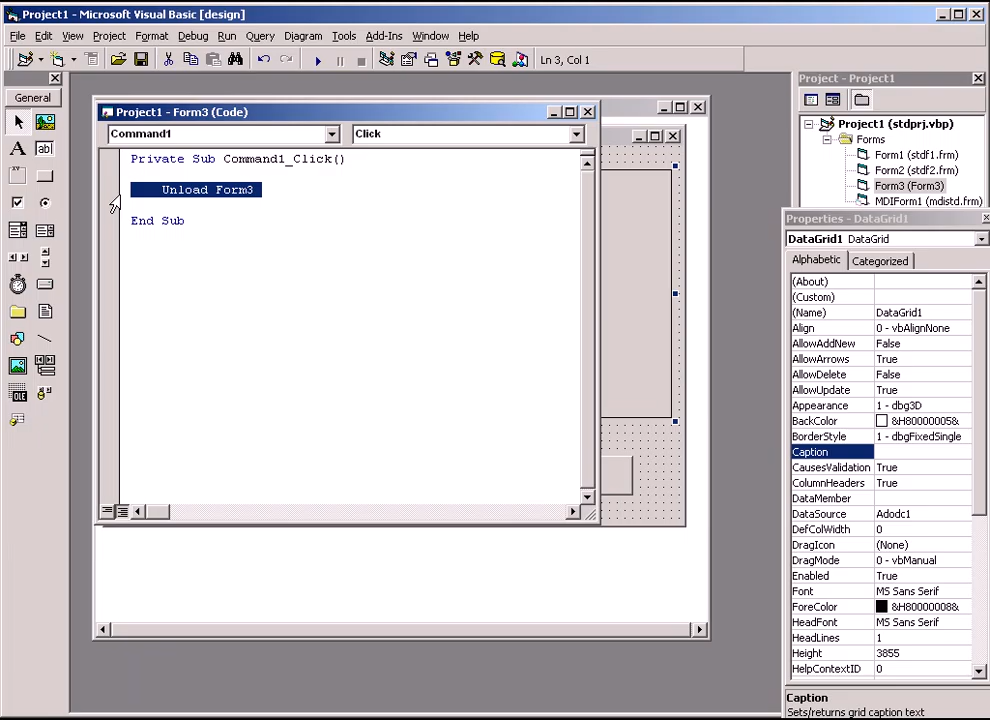 Project1 - Microsoft Visual Basic [design]
File Edit View Project Format Debug Run Query Diagram Tools Add-Ins Window Help
Ln 3, Col 1
General
Project1 - Form3 (Code)
Command1 Click
Private Sub Command1_Click()
Unload Form3
End Sub
Project - Project1
Project1 (stdprj.vbp)
Forms
Form1 (stdf1.frm)
Form2 (stdf2.frm)
Form3 (Form3)
MDIForm1 (mdistd.frm)
Properties - DataGrid1
DataGrid1 DataGrid
Alphabetic Categorized
(About)
(Custom)
(Name) DataGrid1
Align 0 - vbAlignNone
AllowAddNew False
AllowArrows True
AllowDelete False
AllowUpdate True
Appearance 1 - dbg3D
BackColor &H80000005&
BorderStyle 1 - dbgFixedSingle
Caption
CausesValidation True
ColumnHeaders True
DataMember
DataSource Adodc1
DefColWidth 0
DragIcon (None)
DragMode 0 - vbManual
Enabled True
Font MS Sans Serif
ForeColor &H80000008&
HeadFont MS Sans Serif
HeadLines 1
Height 3855
HelpContextID 0
Caption
Sets/returns grid caption text